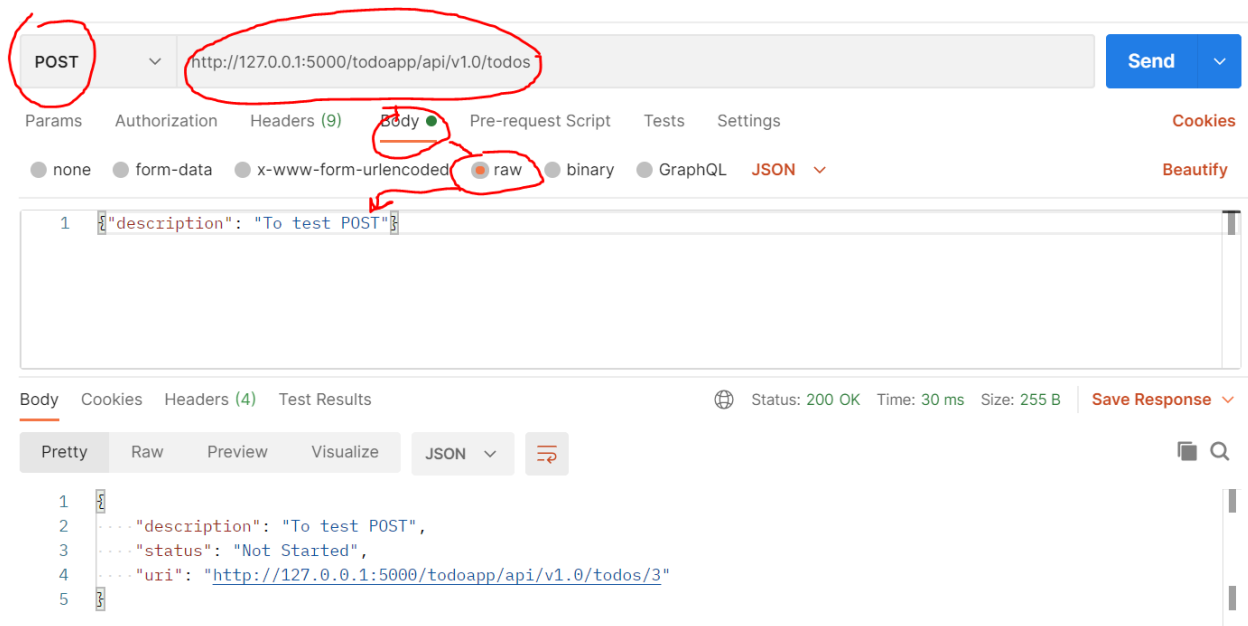 POST http://127.0.0.1:5000/todoapp/api/v1.0/todos Send
Params Authorization Headers (9) Body Pre-request Script Tests Settings Cookies
none form-data x-www-form-urlencoded raw binary GraphQL JSON Beautify
1 {"description": "To test POST"}
Body Cookies Headers (4) Test Results Status: 200 OK Time: 30 ms Size: 255 B Save Response
Pretty Raw Preview Visualize JSON
1 {
2 "description": "To test POST",
3 "status": "Not Started",
4 "uri": "http://127.0.0.1:5000/todoapp/api/v1.0/todos/3"
5 }